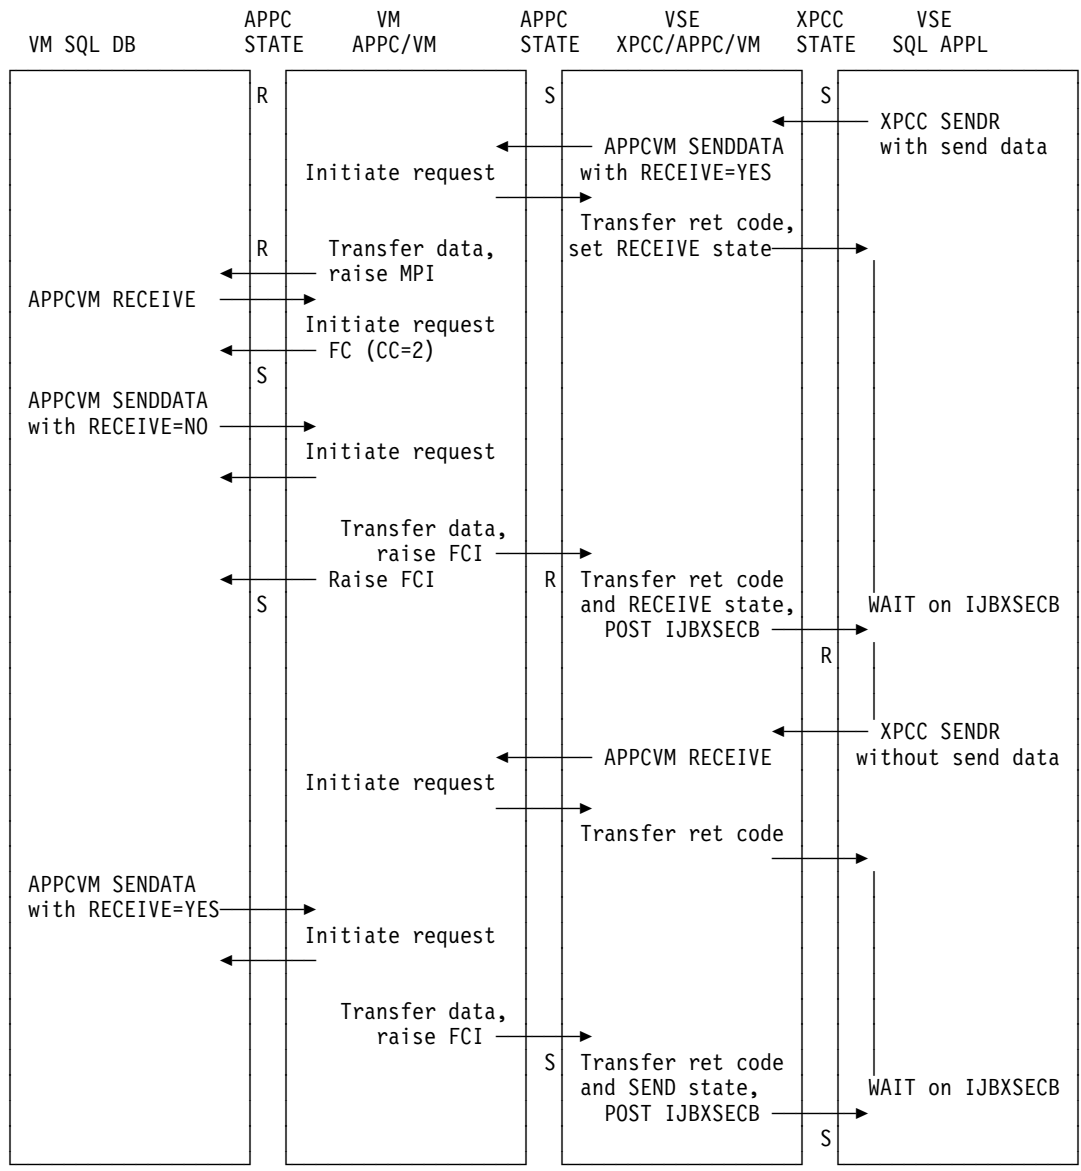 APPC VM APPC VSE XPCC VSE
VM SQL DB STATE APPC/VM STATE XPCC/APPC/VM STATE SQL APPL
R S S
XPCC SENDR
APPCVM SENDDATA with send data
Initiate request with RECEIVE=YES
Transfer ret code,
R Transfer data, set RECEIVE state
raise MPI
APPCVM RECEIVE
Initiate request
FC (CC=2)
S
APPCVM SENDDATA
with RECEIVE=NO
Initiate request
Transfer data,
raise FCI
Raise FCI R Transfer ret code
S and RECEIVE state, WAIT on IJBXSECB
POST IJBXSECB
R
XPCC SENDR
APPCVM RECEIVE without send data
Initiate request
Transfer ret code
APPCVM SENDATA
with RECEIVE=YES
Initiate request
Transfer data,
raise FCI
S Transfer ret code
and SEND state, WAIT on IJBXSECB
POST IJBXSECB
S